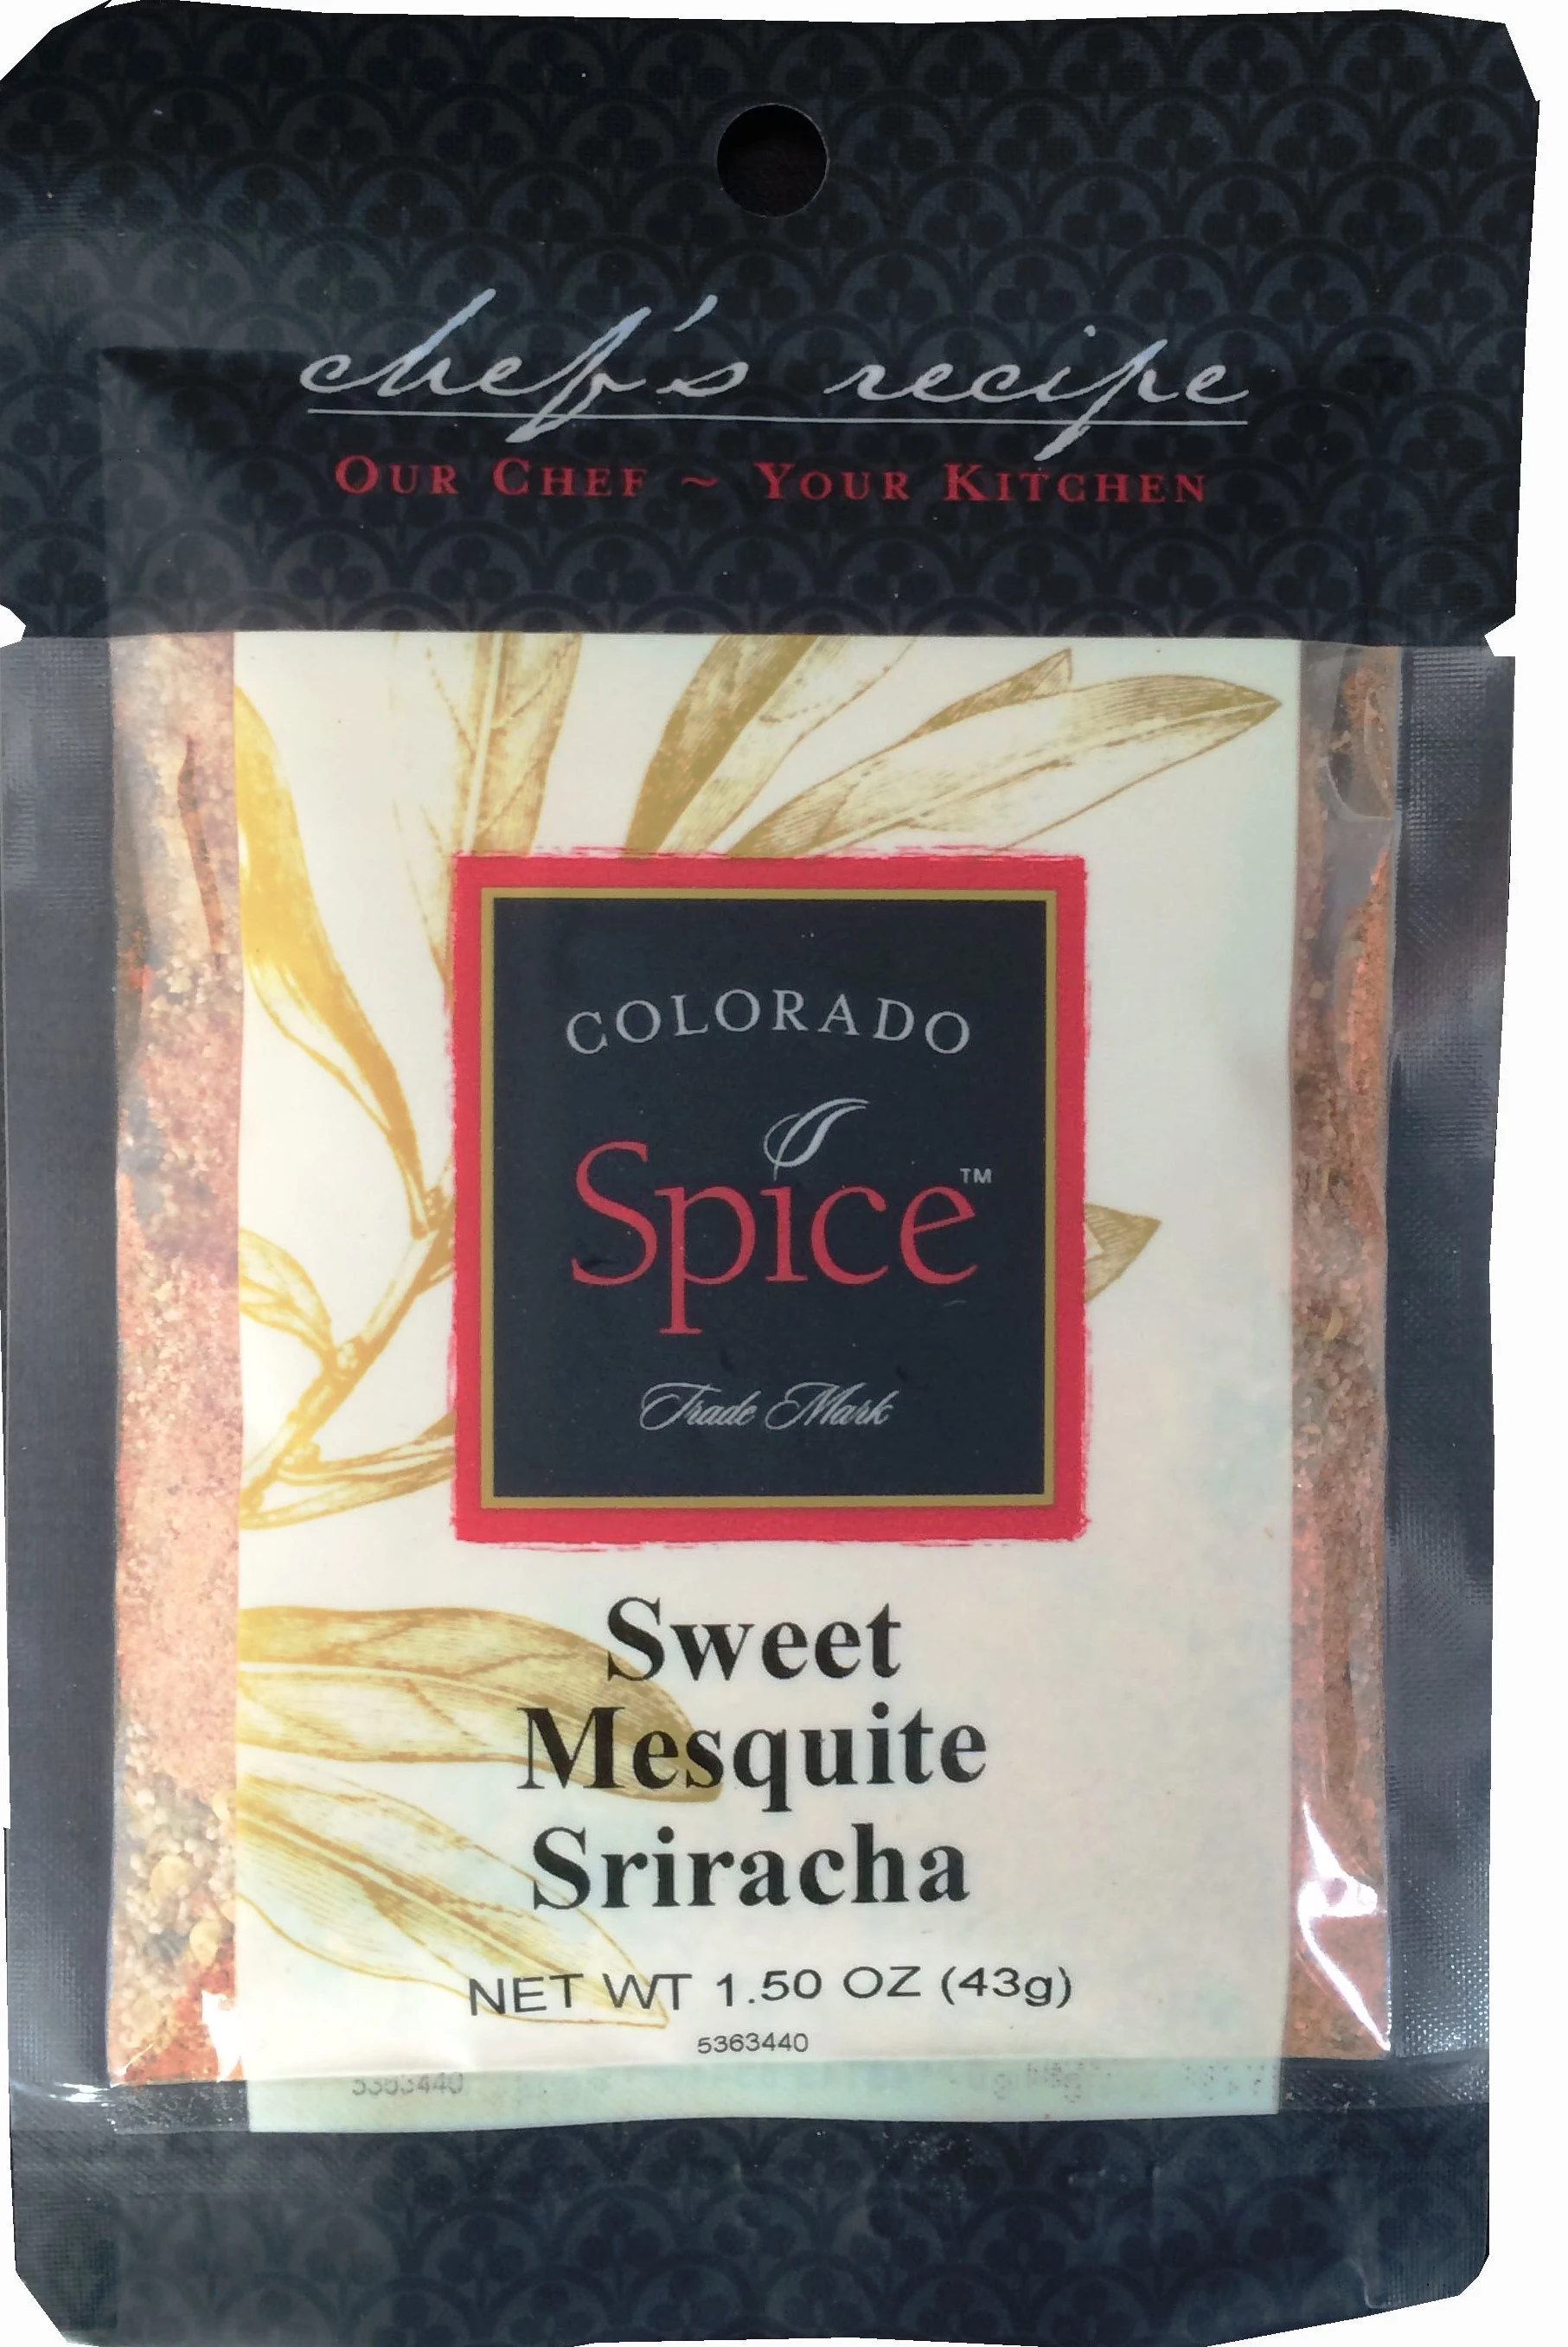 chef's recipe
OUR CHEF ~ YOUR KITCHEN
COLORADO
Spice™
Trade Mark
Sweet
Mesquite
Sriracha
NET WT 1.50 OZ (43g)
5363440
5363440